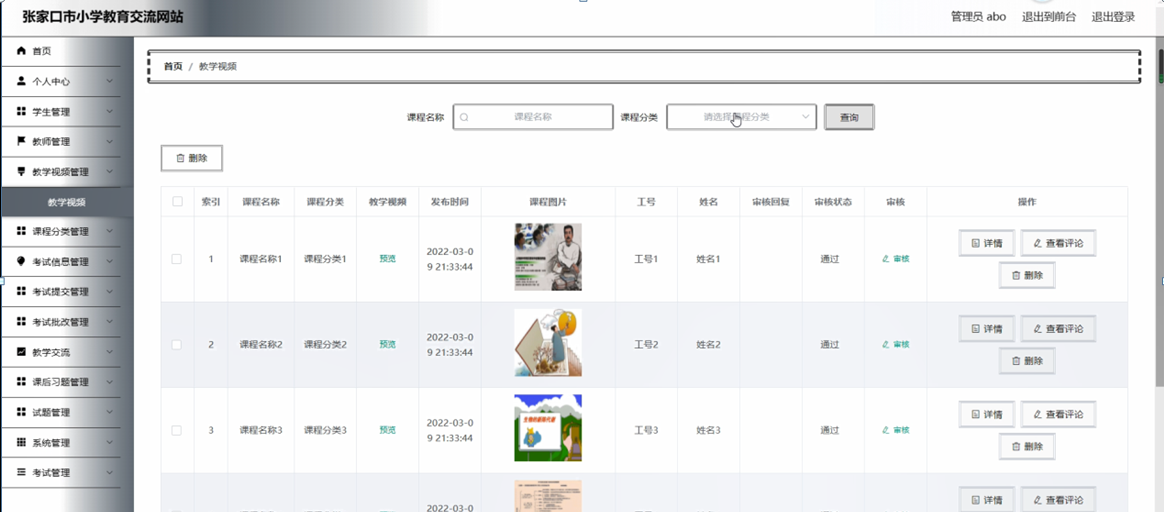 张家口市小学教育交流网站
管理员 abo 退出到前台 退出登录
首页
个人中心
学生管理
教师管理
教学视频管理
教学视频
课程分类管理
考试信息管理
考试提交管理
考试批改管理
教学交流
课后习题管理
试题管理
系统管理
考试管理
首页 / 教学视频
课程名称 课程名称 课程分类 请选择课程分类 查询
删除
索引 课程名称 课程分类 教学视频 发布时间 课程图片 工号 姓名 审核回复 审核状态 审核 操作
1 课程名称1 课程分类1 预览 2022-03-0
9 21:33:44 工号1 姓名1 通过 审核 详情 查看评论
删除
2 课程名称2 课程分类2 预览 2022-03-0
9 21:33:44 工号2 姓名2 通过 审核 详情 查看评论
删除
3 课程名称3 课程分类3 预览 2022-03-0
9 21:33:44 工号3 姓名3 通过 审核 详情 查看评论
删除
2022-03-0 详情 查看评论